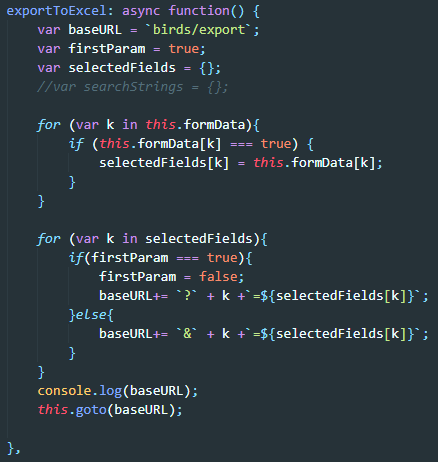 exportToExcel: async function() {
var baseURL = `birds/export`;
var firstParam = true;
var selectedFields = {};
//var searchStrings = {};
for (var k in this.formData){
if (this.formData[k] === true) {
selectedFields[k] = this.formData[k];
}
}
for (var k in selectedFields){
if(firstParam === true){
firstParam = false;
baseURL+= `?` + k +`=${selectedFields[k]}`;
}else{
baseURL+= `&` + k +`=${selectedFields[k]}`;
}
}
console.log(baseURL);
this.goto(baseURL);
},